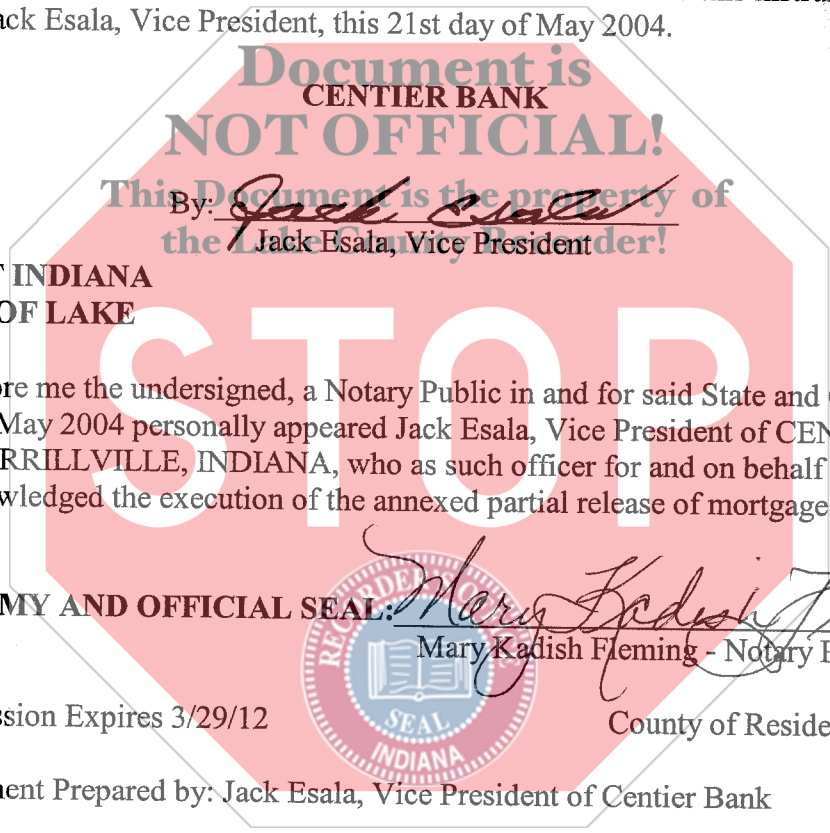 ack Esala, Vice President, this 21st day of May 2004.
Document is
CENTIER BANK
NOT OFFICIAL!
This Document is the property of
By: Jack Esala
the Lake County Recorder!
Jack Esala, Vice President
INDIANA
OF LAKE
STOP
re me the undersigned, a Notary Public in and for said State and
May 2004 personally appeared Jack Esala, Vice President of CEN
RRILLVILLE, INDIANA, who as such officer for and on behalf
wledged the execution of the annexed partial release of mortgage
MY AND OFFICIAL SEAL: Mary Kadish
Mary Kadish Fleming - Notary
RECORDER'S
SEAL
INDIANA
sion Expires 3/29/12
County of Reside
ent Prepared by: Jack Esala, Vice President of Centier Bank